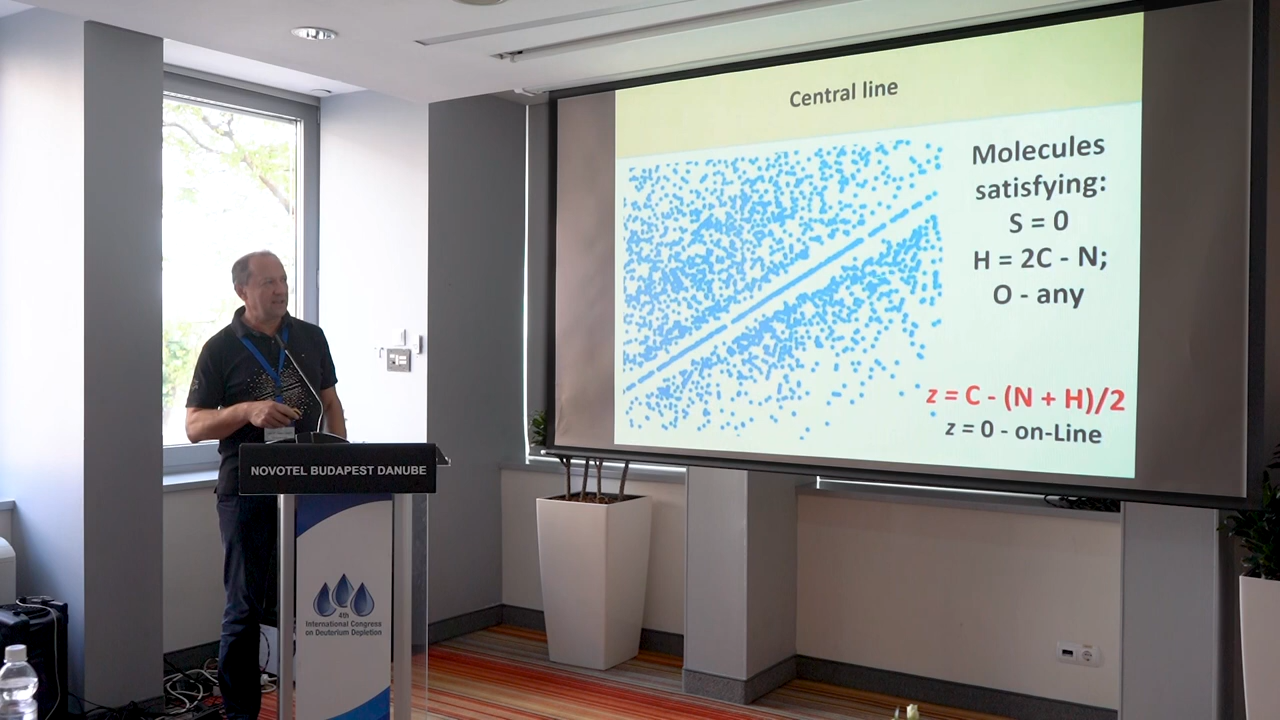 Central line
Molecules
satisfying:
S = 0
H = 2C - N;
O - any
z = C - (N + H)/2
z = 0 - on-Line
NOVOTEL BUDAPEST DANUBE
4th
International Congress
on Deuterium Depletion